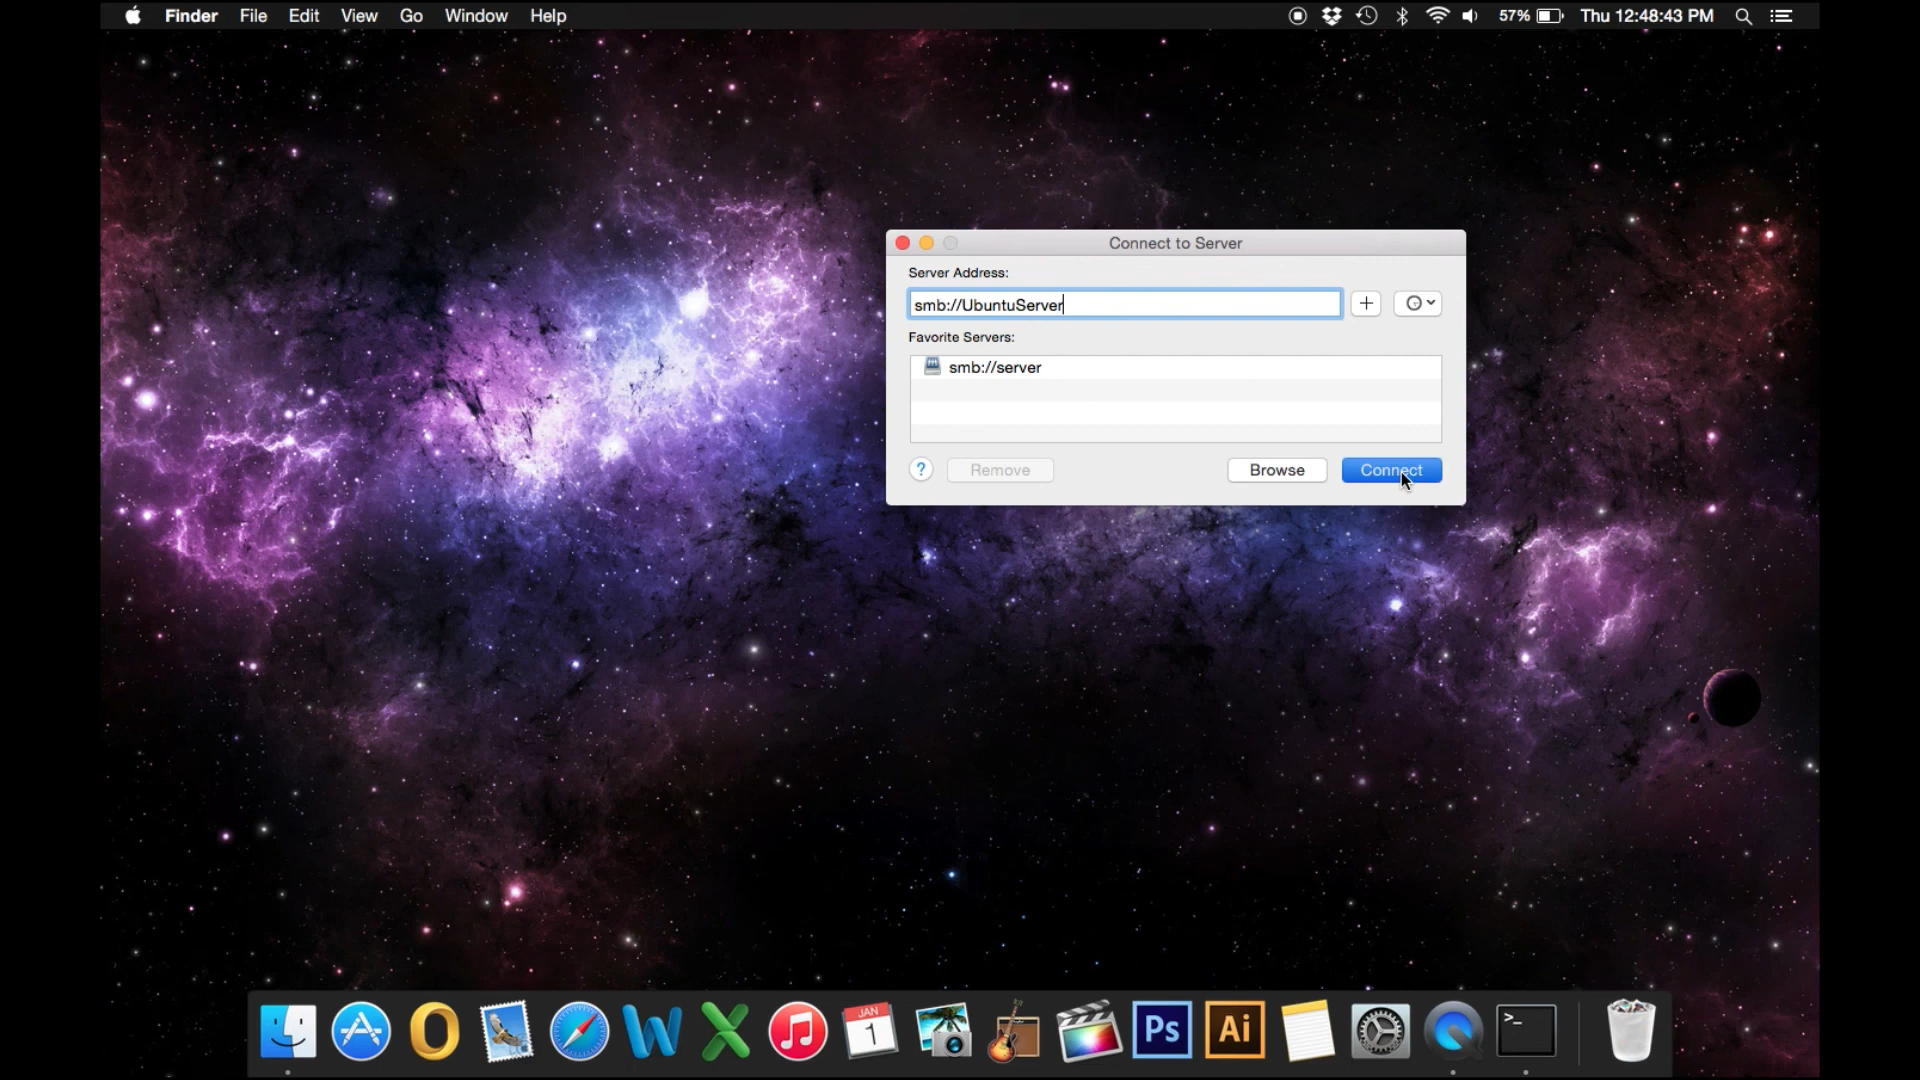 Finder File Edit View Go Window Help 57% Thu 12:48:43 PM
Connect to Server
Server Address:
smb://UbuntuServer
Favorite Servers:
smb://server
? Remove Browse Connect
JAN
1
Ps
Ai
>_